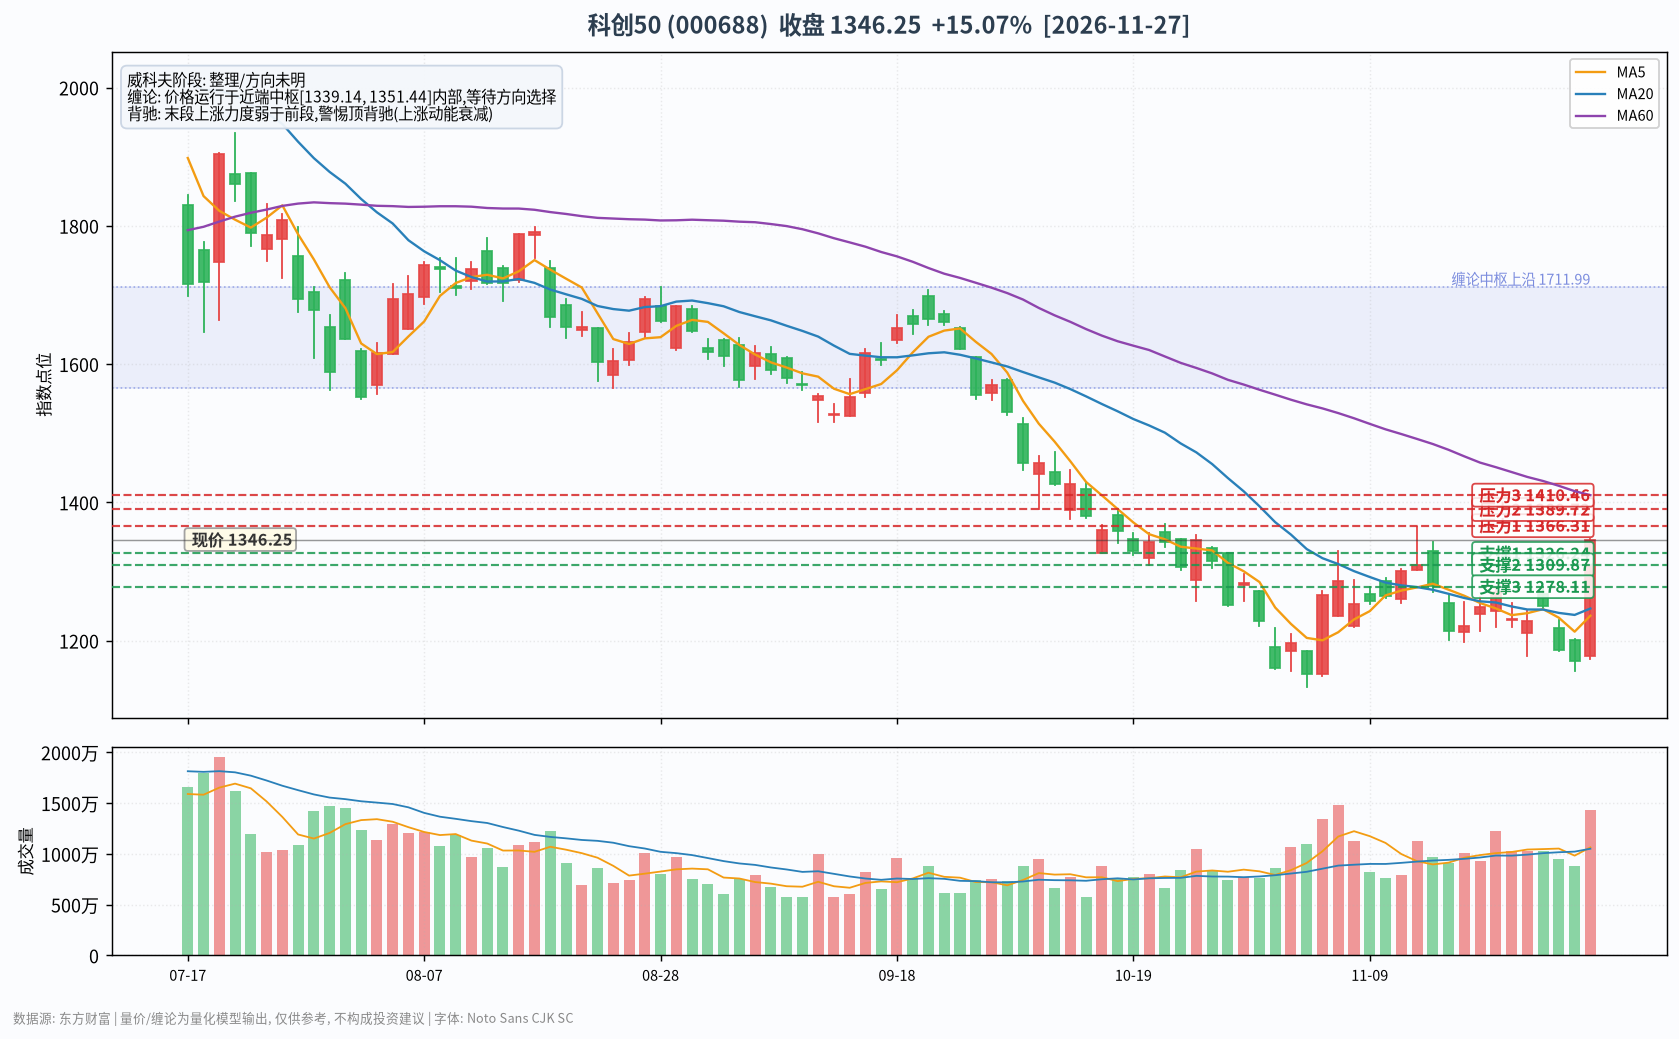 科创50 (000688) 收盘 1346.25 +15.07% [2026-11-27]
威科夫阶段: 整理/方向未明
缠论: 价格运行于近端中枢[1339.14, 1351.44]内部,等待方向选择
背驰: 末段上涨力度弱于前段,警惕顶背驰(上涨动能衰减)
MA5
MA20
MA60
指数点位
2000
1800
1600
1400
1200
缠论中枢上沿 1711.99
压力3 1410.46
压力2 1389.72
压力1 1366.31
现价 1346.25
支撑1 1326.24
支撑2 1309.87
支撑3 1278.11
成交量
2000万
1500万
1000万
500万
0
07-17
08-07
08-28
09-18
10-19
11-09
数据源: 东方财富 | 量价/缠论为量化模型输出, 仅供参考, 不构成投资建议 | 字体: Noto Sans CJK SC